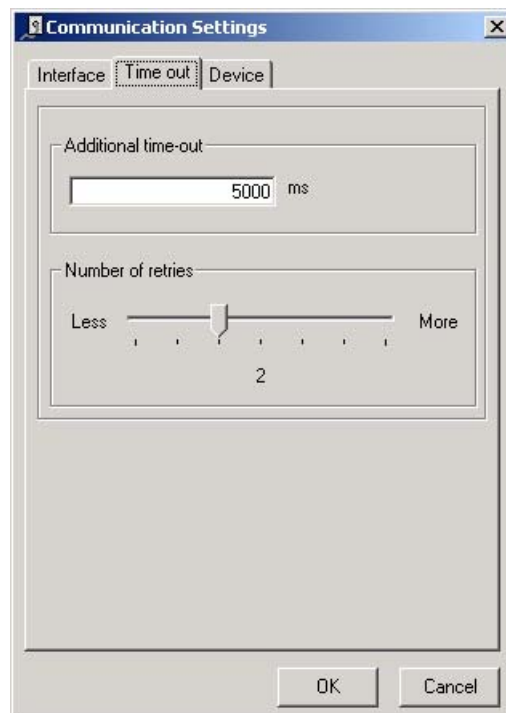 Communication Settings
Interface Time out Device
Additional time-out
5000 ms
Number of retries
Less More
2
OK Cancel